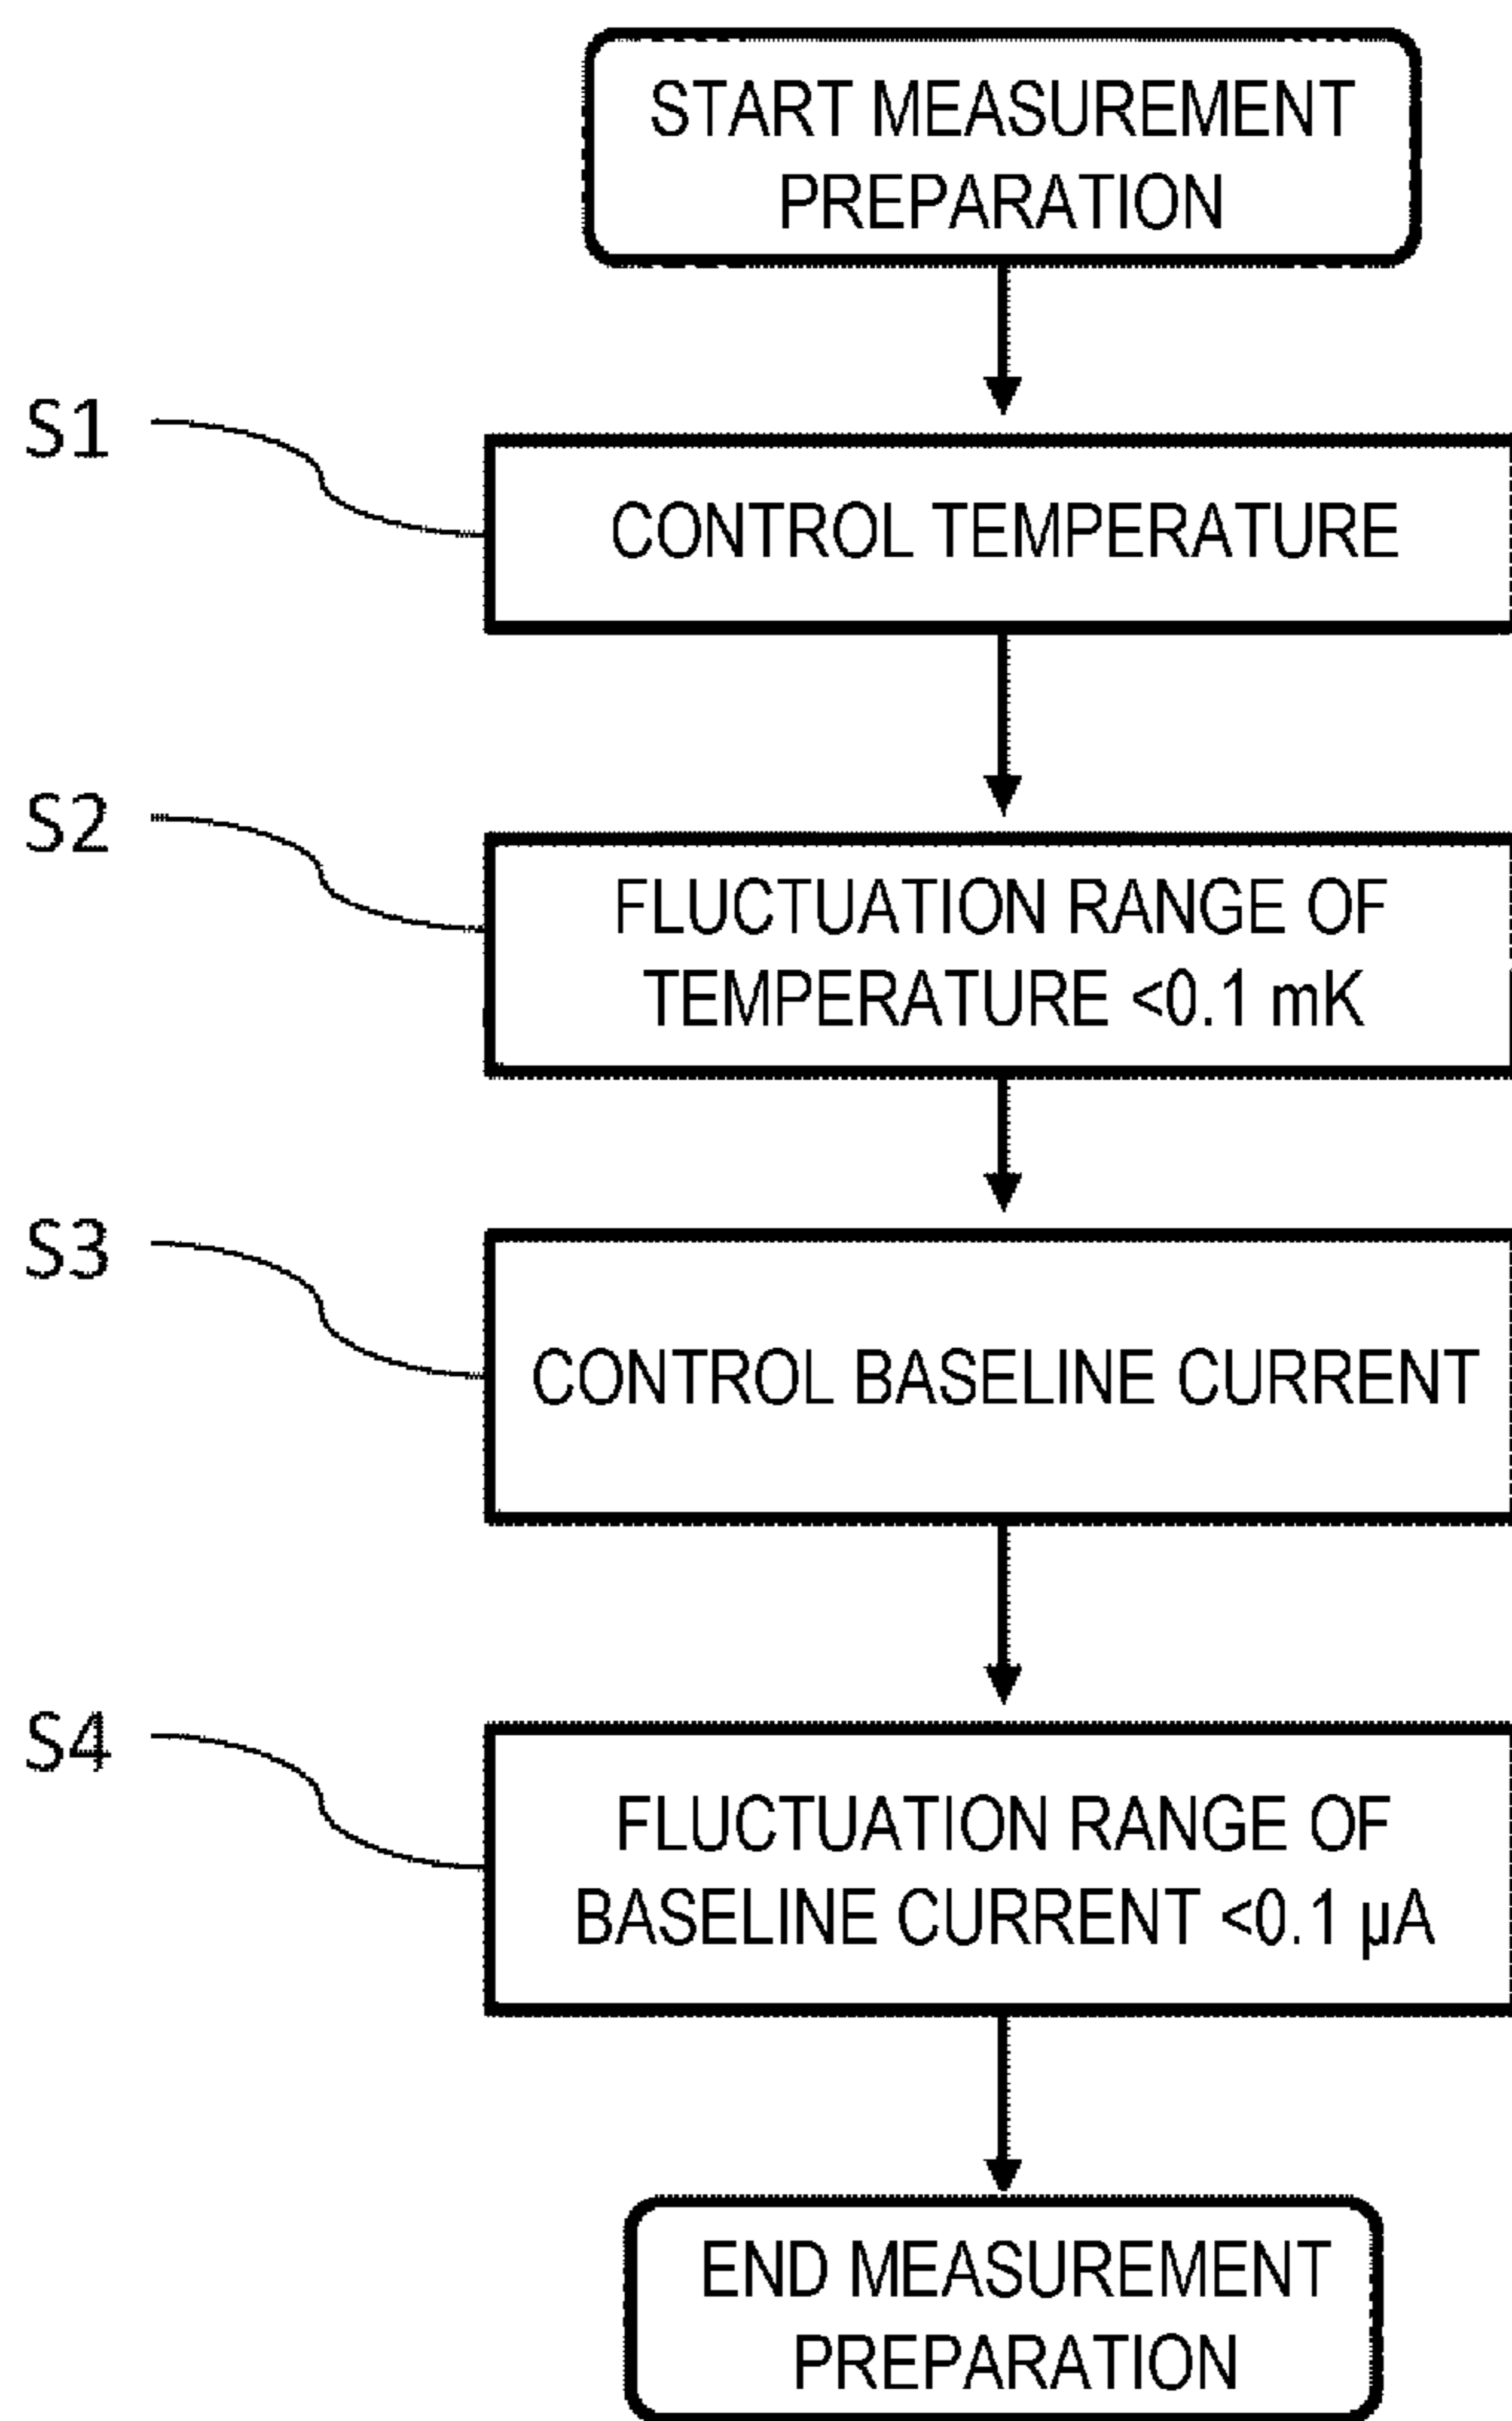 START MEASUREMENT
PREPARATION
S1
CONTROL TEMPERATURE
S2
FLUCTUATION RANGE OF
TEMPERATURE <0.1 mK
S3
CONTROL BASELINE CURRENT
S4
FLUCTUATION RANGE OF
BASELINE CURRENT <0.1 µA
END MEASUREMENT
PREPARATION